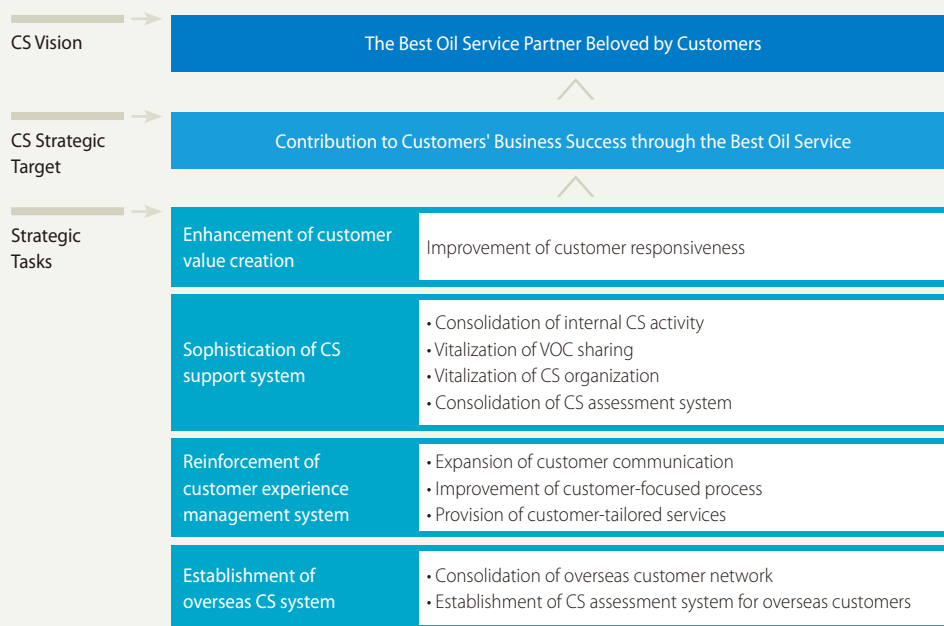 CS Vision
The Best Oil Service Partner Beloved by Customers
CS Strategic
Target
Contribution to Customers' Business Success through the Best Oil Service
Strategic
Tasks
Enhancement of customer
value creation
Improvement of customer responsiveness
Sophistication of CS
support system
• Consolidation of internal CS activity
• Vitalization of VOC sharing
• Vitalization of CS organization
• Consolidation of CS assessment system
Reinforcement of
customer experience
management system
• Expansion of customer communication
• Improvement of customer-focused process
• Provision of customer-tailored services
Establishment of
overseas CS system
• Consolidation of overseas customer network
• Establishment of CS assessment system for overseas customers